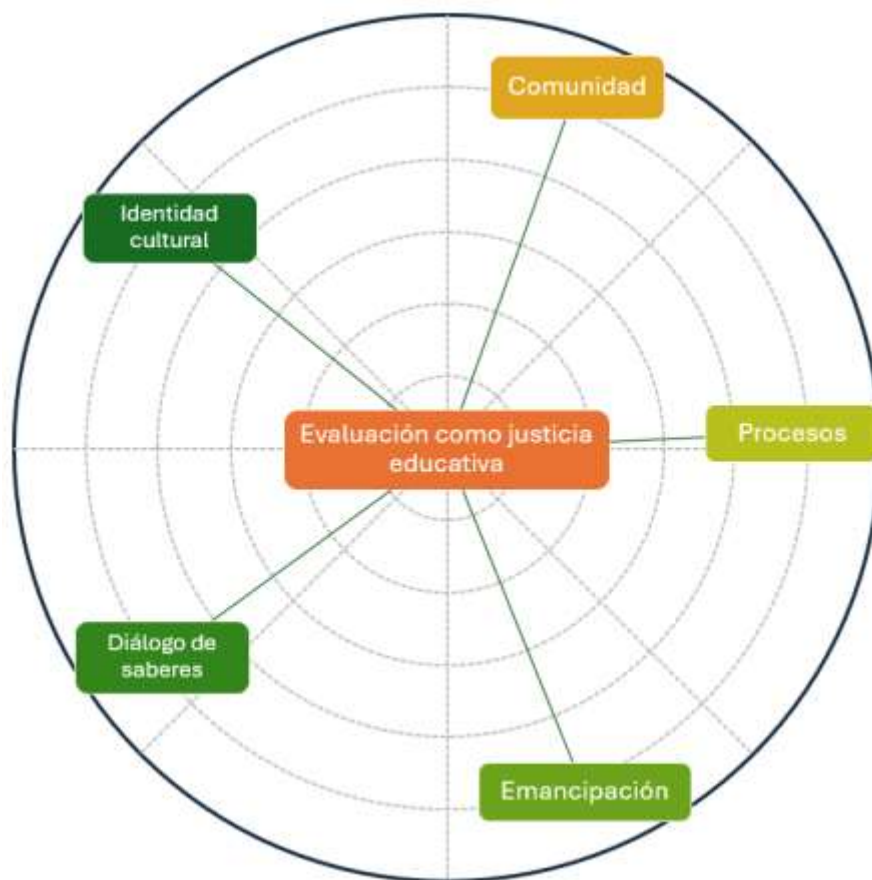 Comunidad
Identidad
cultural
Evaluación como justicia
educativa
Procesos
Diálogo de
saberes
Emancipación